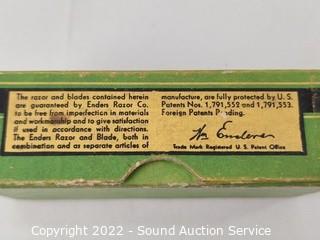 The razor and blades contained herein
are guaranteed by Enders Razor Co.
to be free from imperfection in materials
and workmanship and to give satisfaction
if used in accordance with directions.
The Enders Razor and Blade, both in
combination and as separate articles of
manufacture, are fully protected by U. S.
Patents Nos. 1,791,552 and 1,791,553.
Foreign Patents Pending.
Wm Enders
Trade Mark Registered U. S. Patent Office
Copyright 2022 - Sound Auction Service